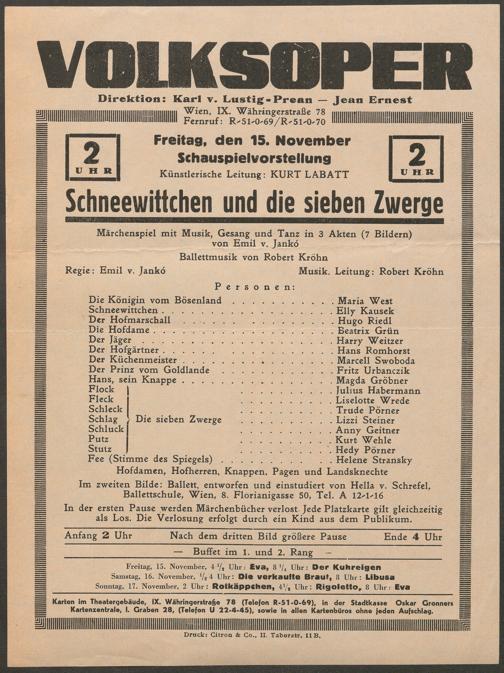 VOLKSOPER
Direktion: Karl v. Lustig-Prean — Jean Ernest
Wien, IX. Währingerstraße 78
Fernruf: R-51-0-69/R-51-0-70
2 UHR
Freitag, den 15. November
Schauspielvorstellung
Künstlerische Leitung: KURT LABATT
2 UHR
Schneewittchen und die sieben Zwerge
Märchenspiel mit Musik, Gesang und Tanz in 3 Akten (7 Bildern)
von Emil v. Jankó
Ballettmusik von Robert Kröhn
Regie: Emil v. Jankó Musik. Leitung: Robert Kröhn
Personen:
Die Königin vom Bösenland . . . . . . . . . . Maria West
Schneewittchen . . . . . . . . . . Elly Kausek
Der Hofmarschall . . . . . . . . . . Hugo Riedl
Die Hofdame . . . . . . . . . . Beatrix Grün
Der Jäger . . . . . . . . . . Harry Weitzer
Der Hofgärtner . . . . . . . . . . Hans Romhorst
Der Küchenmeister . . . . . . . . . . Marcell Swoboda
Der Prinz vom Goldlande . . . . . . . . . . Fritz Urbanczik
Hans, sein Knappe . . . . . . . . . . Magda Gröbner
Flock . . . . . . . . . . Julius Habermann
Fleck . . . . . . . . . . Liselotte Wrede
Schleck . . . . . . . . . . Trude Pörner
Schlag Die sieben Zwerge . . . . . . . . . . Lizzi Steiner
Schluck . . . . . . . . . . Anny Geitner
Putz . . . . . . . . . . Kurt Wehle
Stutz . . . . . . . . . . Hedy Pörner
Fee (Stimme des Spiegels) . . . . . . . . . . Helene Stransky
Hofdamen, Hofherren, Knappen, Pagen und Landsknechte
Im zweiten Bilde: Ballett, entworfen und einstudiert von Hella v. Schrefel,
Ballettschule, Wien, 8. Florianigasse 50, Tel. A 12-1-16
In der ersten Pause werden Märchenbücher verlost Jede Platzkarte gilt gleichzeitig
als Los. Die Verlosung erfolgt durch ein Kind aus dem Publikum.
Anfang 2 Uhr Nach dem dritten Bild größere Pause Ende 4 Uhr
— Buffet im 1. und 2. Rang —
Freitag, 15. November, 4 1/2 Uhr: Eva, 8 1/4 Uhr: Der Kuhreigen
Samstag, 16. November, 1/2 4 Uhr: Die verkaufte Braut, 8 Uhr: Libusa
Sonntag, 17. November, 2 Uhr: Rotkäppchen, 4 1/2 Uhr: Rigoletto, 8 Uhr: Eva
Karten im Theatergebäude, IX. Währingerstraße 78 (Telefon R-51-0-69), in der Stadtkasse Oskar Gronners
Kartenzentrale, I. Graben 28, (Telefon U 22-4-45), sowie in allen Kartenbüros ohne jeden Aufschlag.
Druck: Citron & Co., II. Taborstr. 11B.